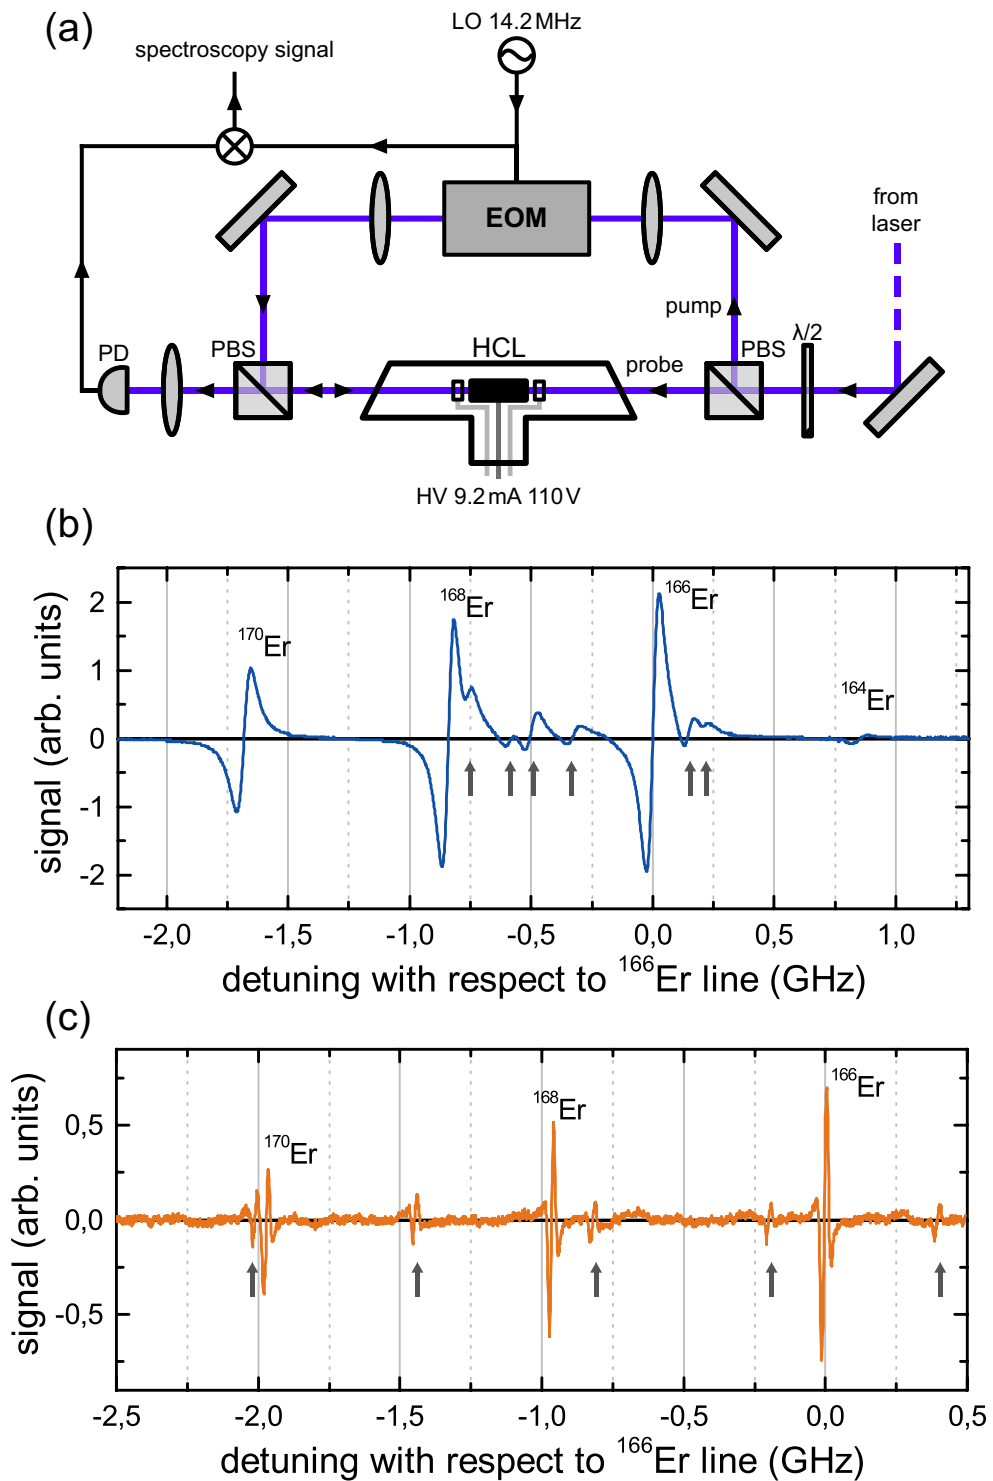 (a)
LO 14.2 MHz
spectroscopy signal
from
laser
EOM
pump
λ/2
PD
PBS
HCL
probe
PBS
HV 9.2 mA 110 V
(b)
signal (arb. units)
2
1
0
-1
-2
¹⁷⁰Er
¹⁶⁸Er
¹⁶⁶Er
¹⁶⁴Er
-2,0 -1,5 -1,0 -0,5 0,0 0,5 1,0
detuning with respect to ¹⁶⁶Er line (GHz)
(c)
signal (arb. units)
0,5
0,0
-0,5
¹⁷⁰Er
¹⁶⁸Er
¹⁶⁶Er
-2,5 -2,0 -1,5 -1,0 -0,5 0,0 0,5
detuning with respect to ¹⁶⁶Er line (GHz)